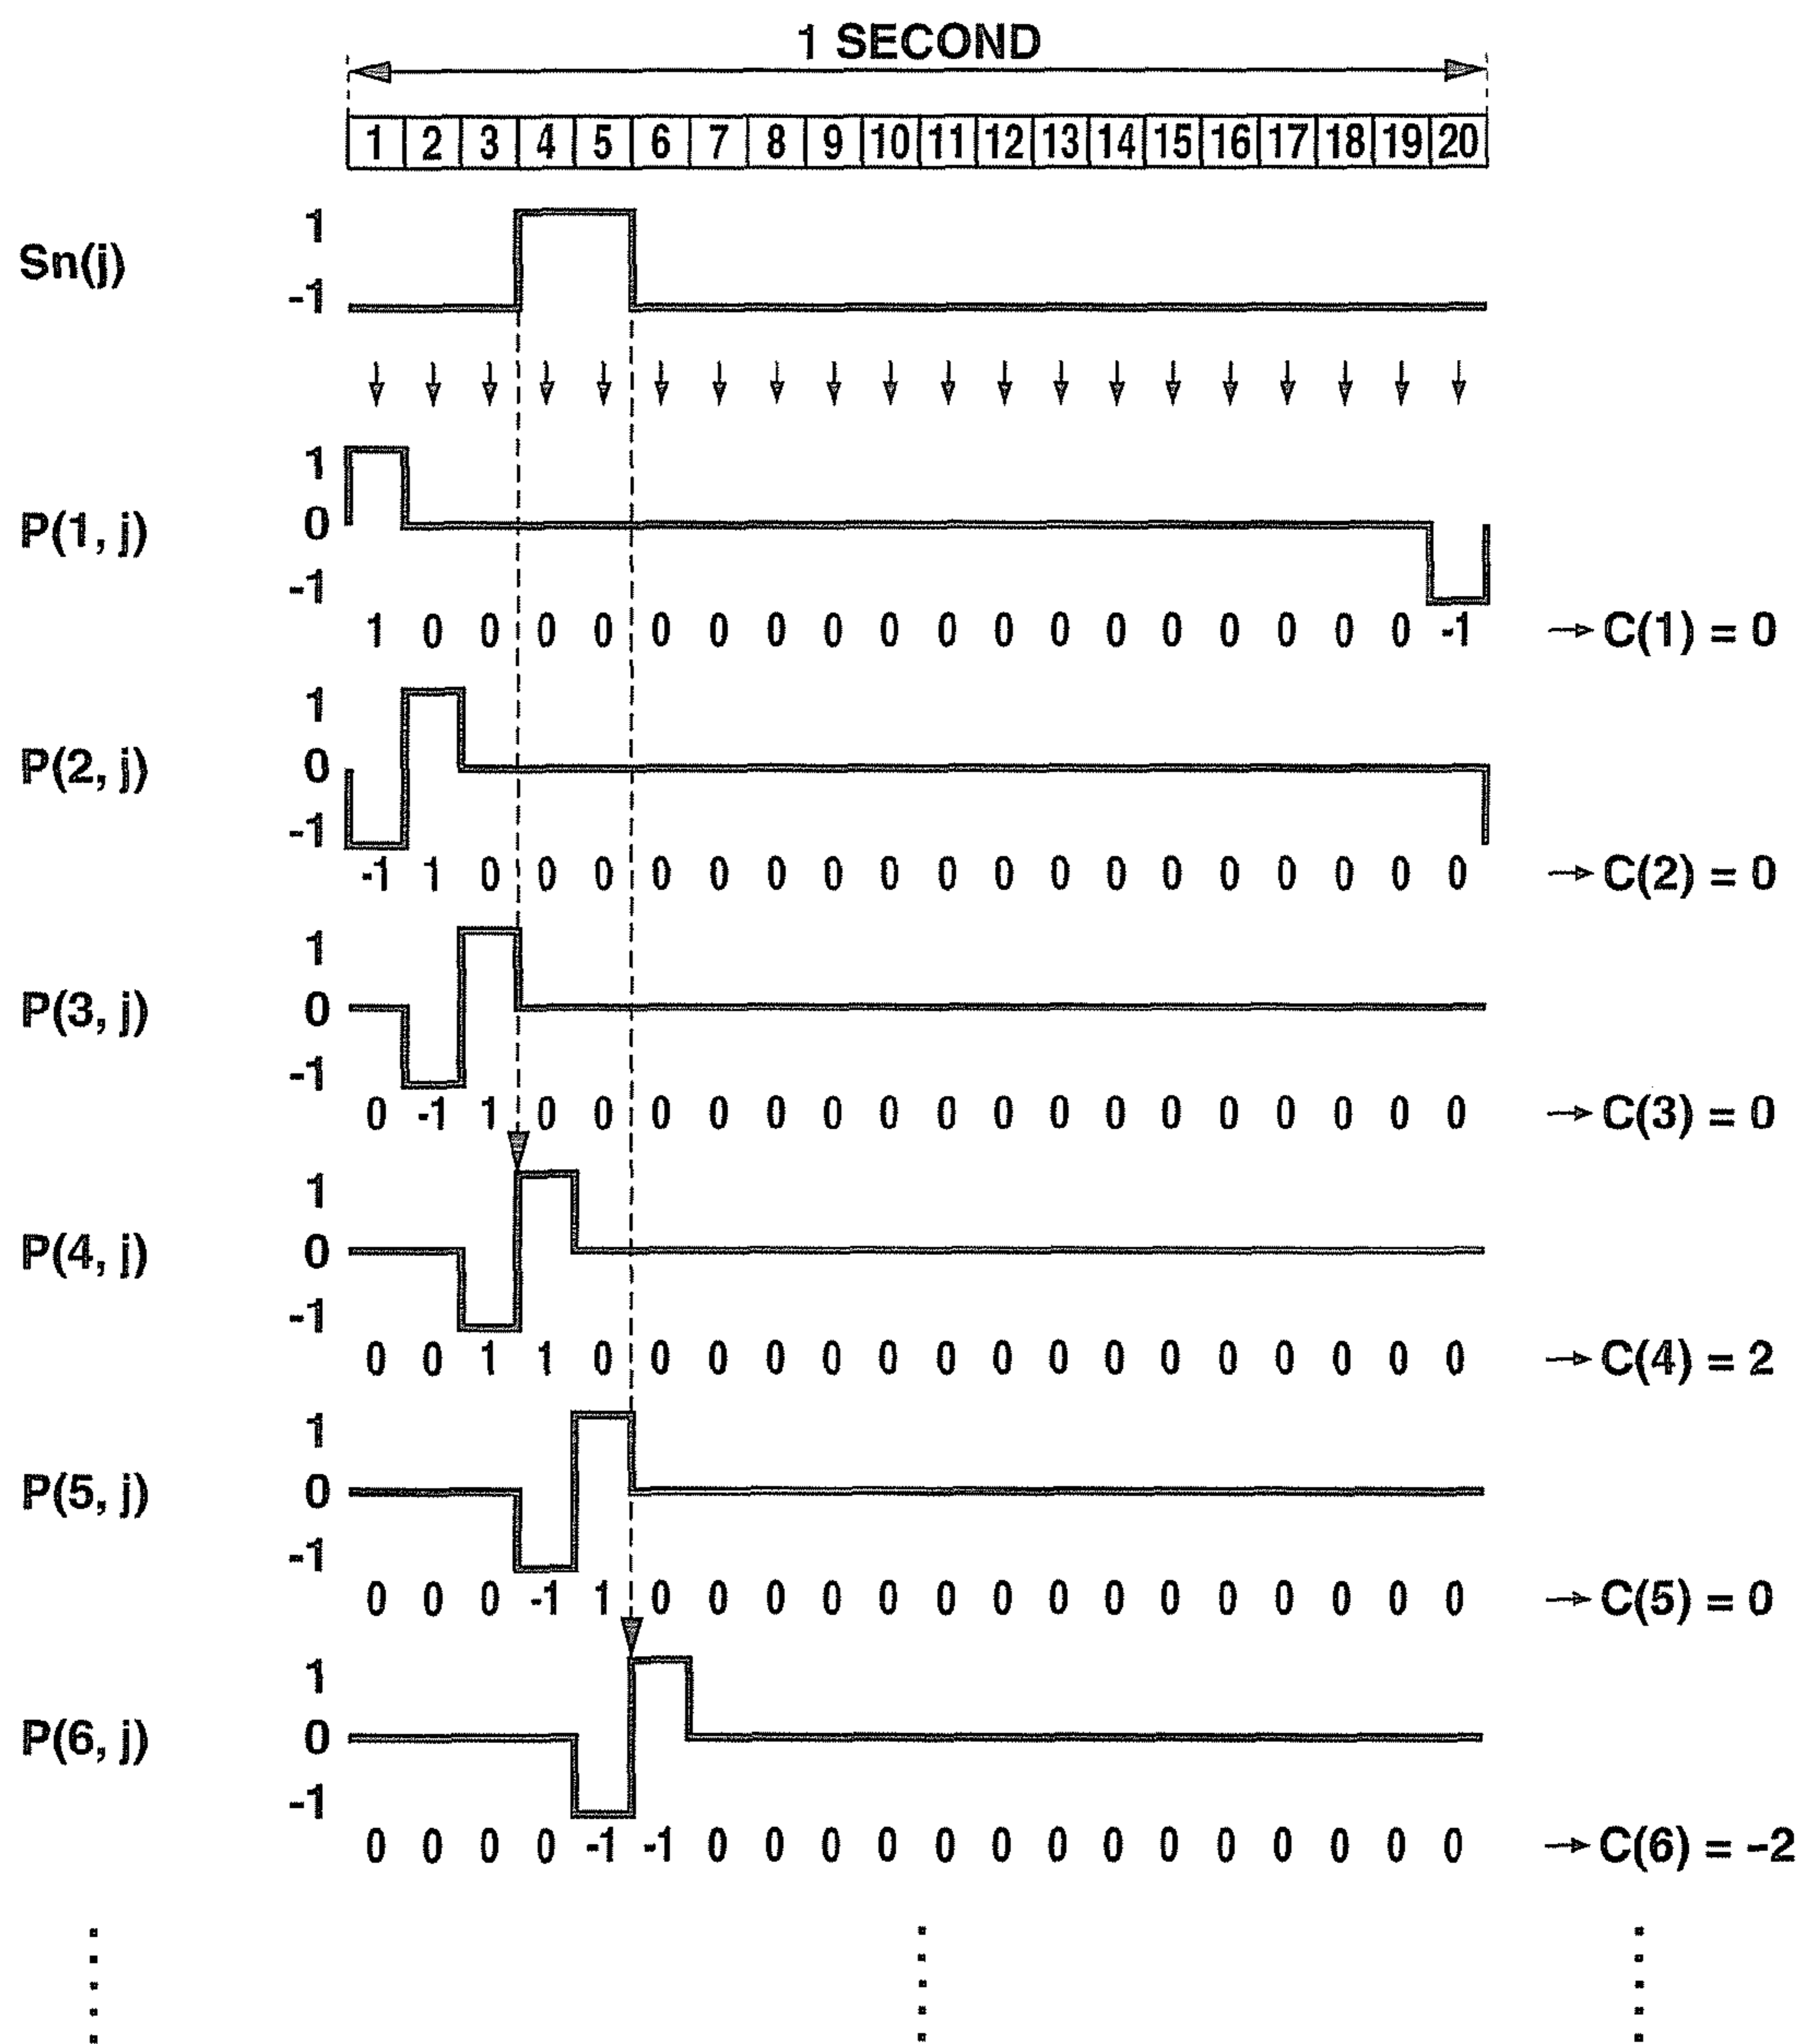 1 SECOND
1 2 3 4 5 6 7 8 9 10 11 12 13 14 15 16 17 18 19 20
1
Sn(j)
-1
1
P(1, j) 0
-1
1 0 0 0 0 0 0 0 0 0 0 0 0 0 0 0 0 0 0 -1 → C(1) = 0
1
P(2, j) 0
-1
-1 1 0 0 0 0 0 0 0 0 0 0 0 0 0 0 0 0 0 0 → C(2) = 0
1
P(3, j) 0
-1
0 -1 1 0 0 0 0 0 0 0 0 0 0 0 0 0 0 0 0 0 → C(3) = 0
1
P(4, j) 0
-1
0 0 1 1 0 0 0 0 0 0 0 0 0 0 0 0 0 0 0 0 → C(4) = 2
1
P(5, j) 0
-1
0 0 0 -1 1 0 0 0 0 0 0 0 0 0 0 0 0 0 0 0 → C(5) = 0
1
P(6, j) 0
-1
0 0 0 0 -1 -1 0 0 0 0 0 0 0 0 0 0 0 0 0 0 → C(6) = -2